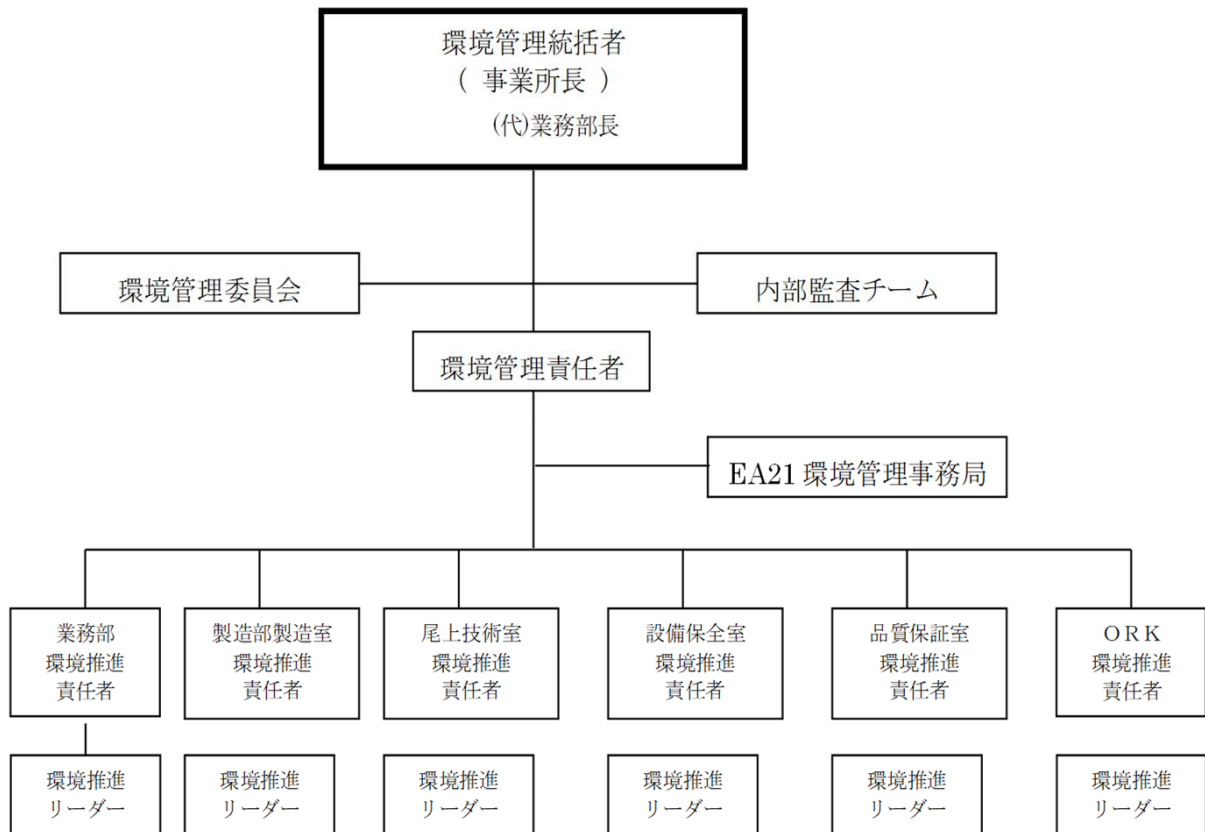 環境管理統括者
( 事業所長 )
(代)業務部長
環境管理委員会
内部監査チーム
環境管理責任者
EA21 環境管理事務局
業務部
環境推進
責任者
製造部製造室
環境推進
責任者
尾上技術室
環境推進
責任者
設備保全室
環境推進
責任者
品質保証室
環境推進
責任者
ORK
環境推進
責任者
環境推進
リーダー
環境推進
リーダー
環境推進
リーダー
環境推進
リーダー
環境推進
リーダー
環境推進
リーダー